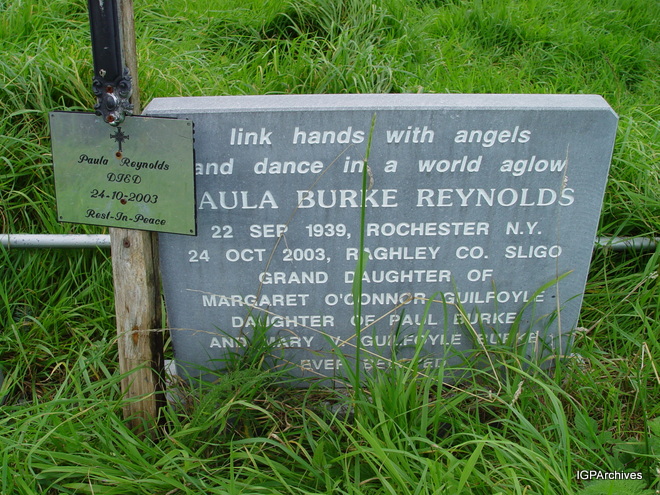 Paula Reynolds
DIED
24-10-2003
Rest-In-Peace
link hands with angels
and dance in a world aglow
PAULA BURKE REYNOLDS
22 SEP 1939, ROCHESTER N.Y.
24 OCT 2003, RAGHLEY CO. SLIGO
GRAND DAUGHTER OF
MARGARET O'CONNOR GUILFOYLE
DAUGHTER OF PAUL BURKE
AND MARY GUILFOYLE BURKE
EVER
IGPArchives